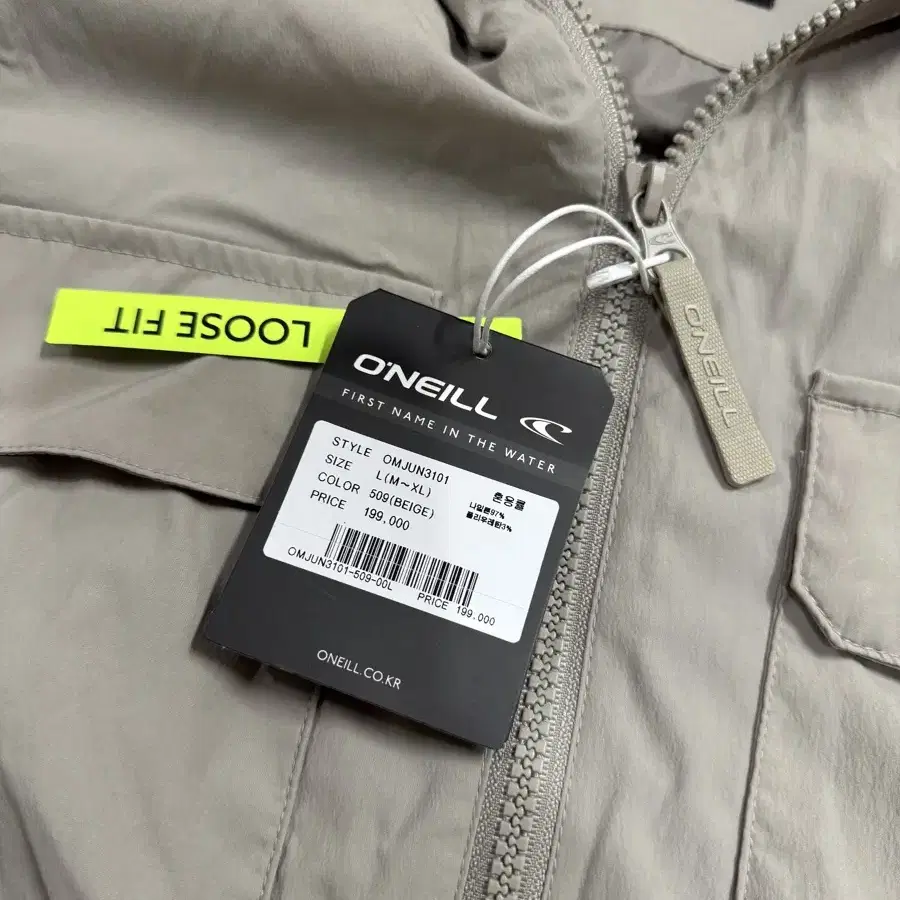 LOOSE FIT
O'NEILL
FIRST NAME IN THE WATER
STYLE OMJUN3101
SIZE L(M~XL)
COLOR 509(BEIGE)
PRICE 199,000
혼용률
나일론97%
폴리우레탄3%
OMJUN3101-509-00L
PRICE 199,000
ONEILL.CO.KR
O'NEILL